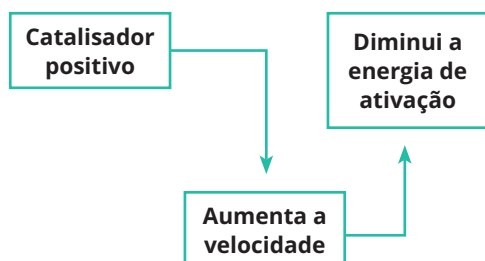 Catalisador
positivo
Aumenta a
velocidade
Diminui a
energia de
ativação